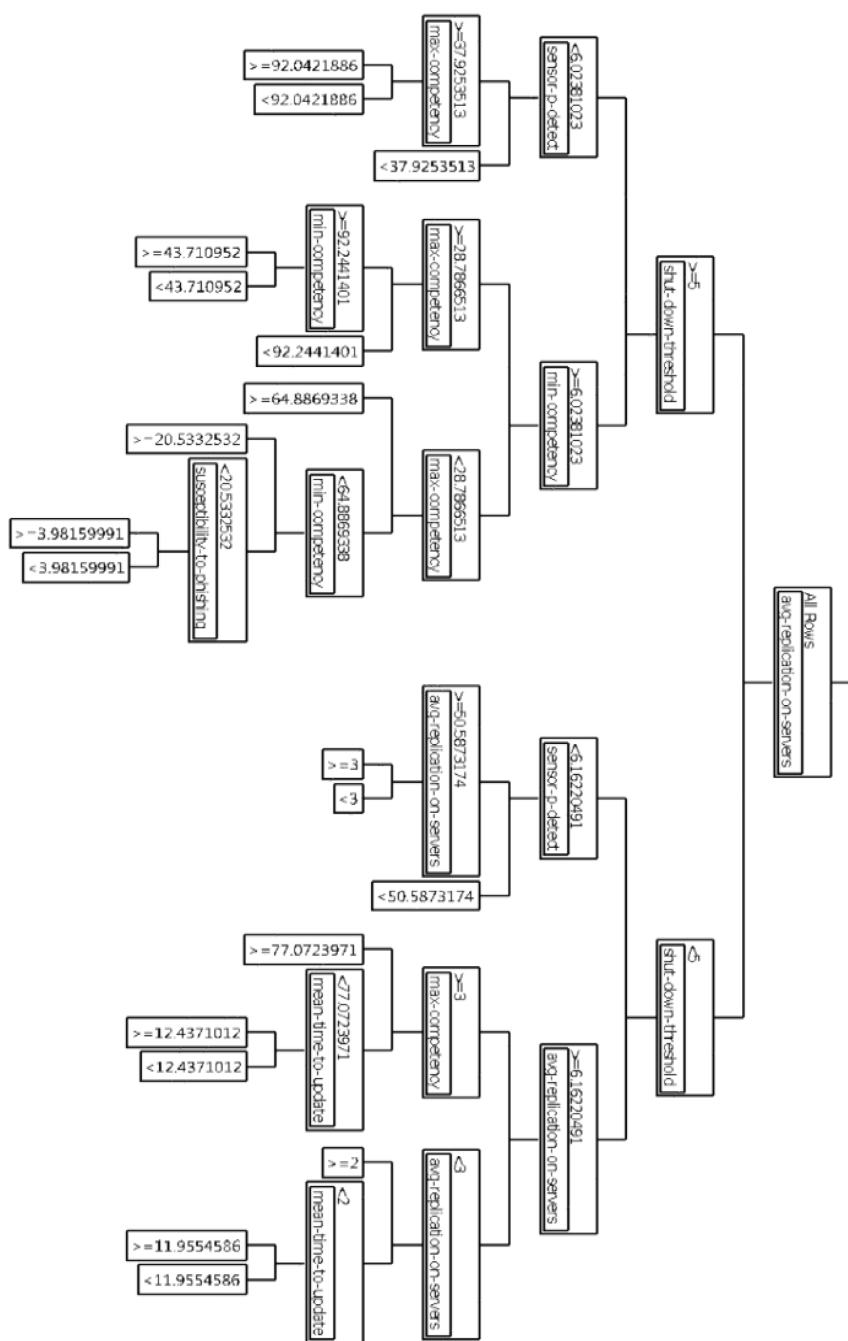 All Rows
avg-replication-on-servers
>=5
shut-down-threshold
<5
shut-down-threshold
<6.02381023
sensor-p-detect
>=6.02381023
min-competency
<6.16220491
sensor-p-detect
>=6.16220491
avg-replication-on-servers
>=37.9253513
max-competency
<37.9253513
>=28.7866513
max-competency
<28.7866513
max-competency
>=50.5873174
avg-replication-on-servers
<50.5873174
>=3
max-competency
<3
avg-replication-on-servers
>=92.0421886
<92.0421886
>=92.2441401
min-competency
<92.2441401
>=64.8869338
<64.8869338
min-competency
>=3
<3
>=77.0723971
<77.0723971
mean-time-to-update
>=2
<2
mean-time-to-update
>=43.710952
<43.710952
>=20.5332532
<20.5332532
susceptibility-to-phishing
>=12.4371012
<12.4371012
>=11.9554586
<11.9554586
>=3.98159991
<3.98159991